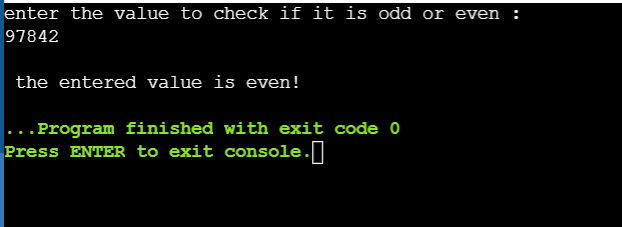 enter the value to check if it is odd or even :
97842
the entered value is even!
...Program finished with exit code 0
Press ENTER to exit console.